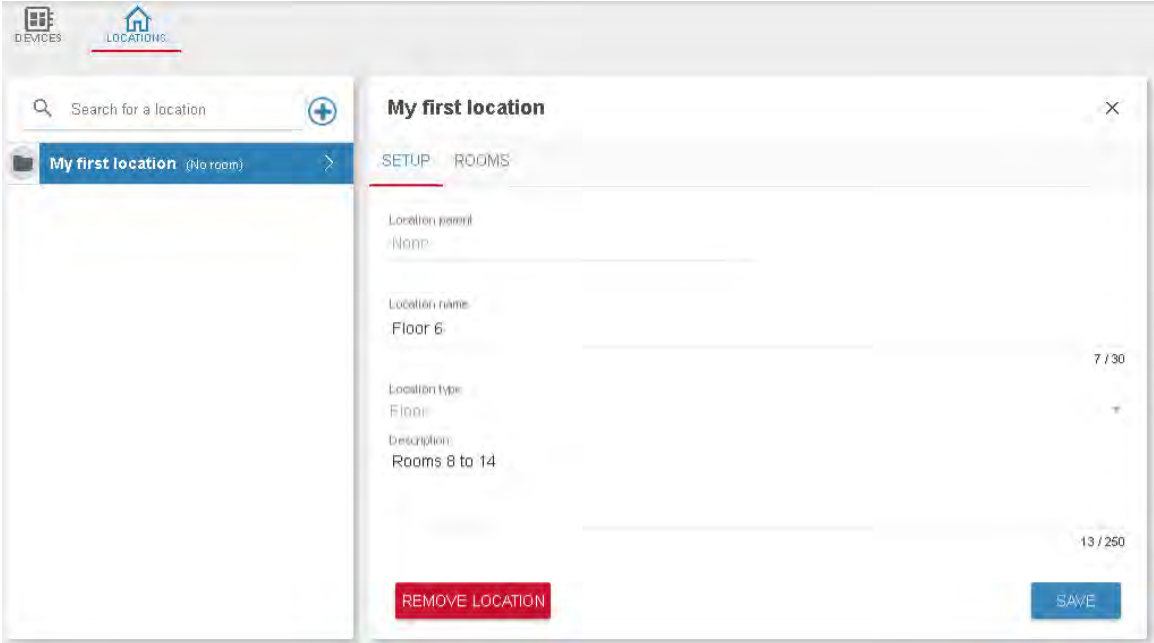 DEVICES
LOCATIONS
Search for a location
My first location (No room)
My first location
SETUP ROOMS
Location parent
None
Location name
Floor 6
7 / 30
Location type
Floor
Description
Rooms 8 to 14
13 / 250
REMOVE LOCATION
SAVE